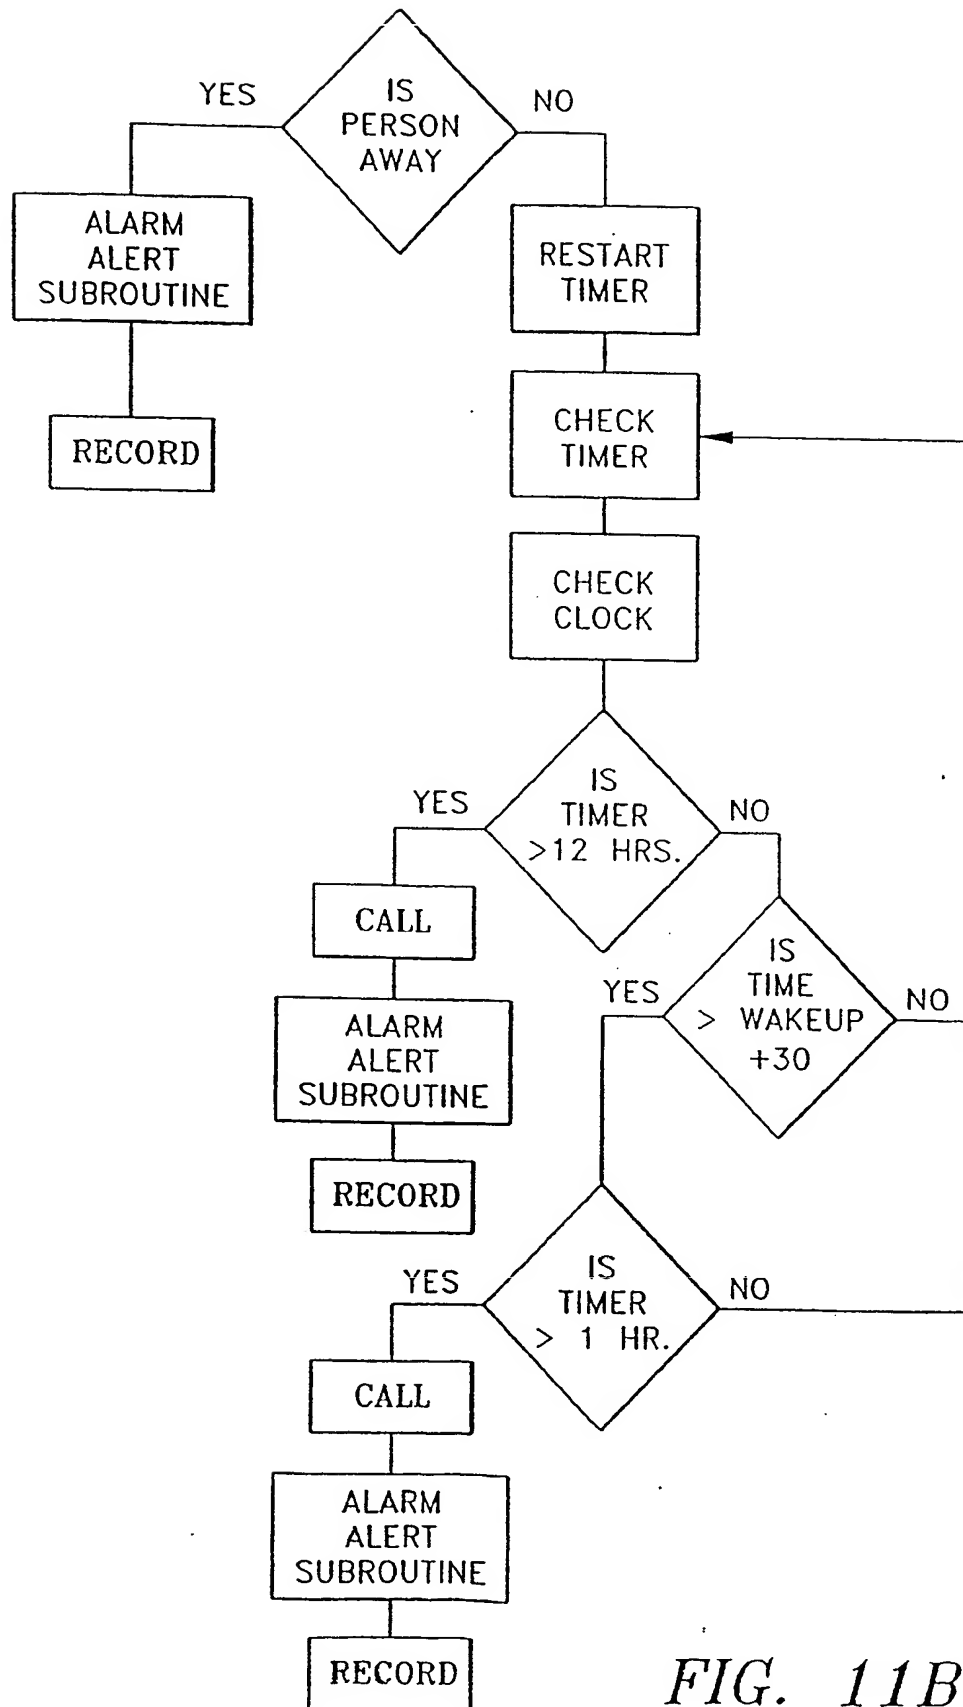 IS
PERSON
AWAY
YES
NO
ALARM
ALERT
SUBROUTINE
RECORD
RESTART
TIMER
CHECK
TIMER
CHECK
CLOCK
IS
TIMER
>12 HRS.
YES
NO
CALL
ALARM
ALERT
SUBROUTINE
RECORD
IS
TIME
> WAKEUP
+30
YES
NO
IS
TIMER
> 1 HR.
YES
NO
CALL
ALARM
ALERT
SUBROUTINE
RECORD
FIG. 11B